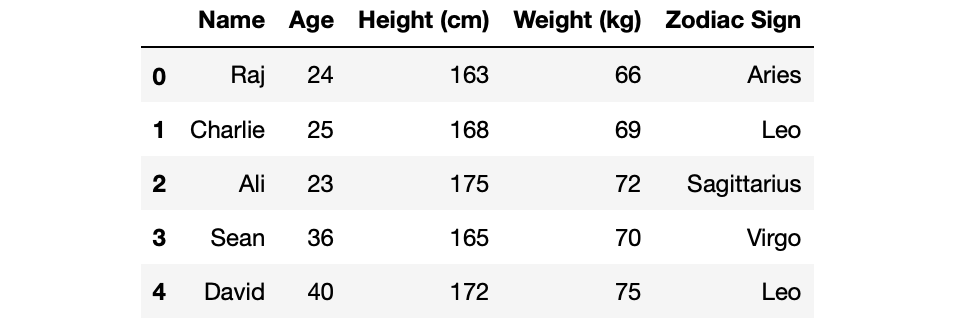 Name Age Height (cm) Weight (kg) Zodiac Sign
0 Raj 24 163 66 Aries
1 Charlie 25 168 69 Leo
2 Ali 23 175 72 Sagittarius
3 Sean 36 165 70 Virgo
4 David 40 172 75 Leo